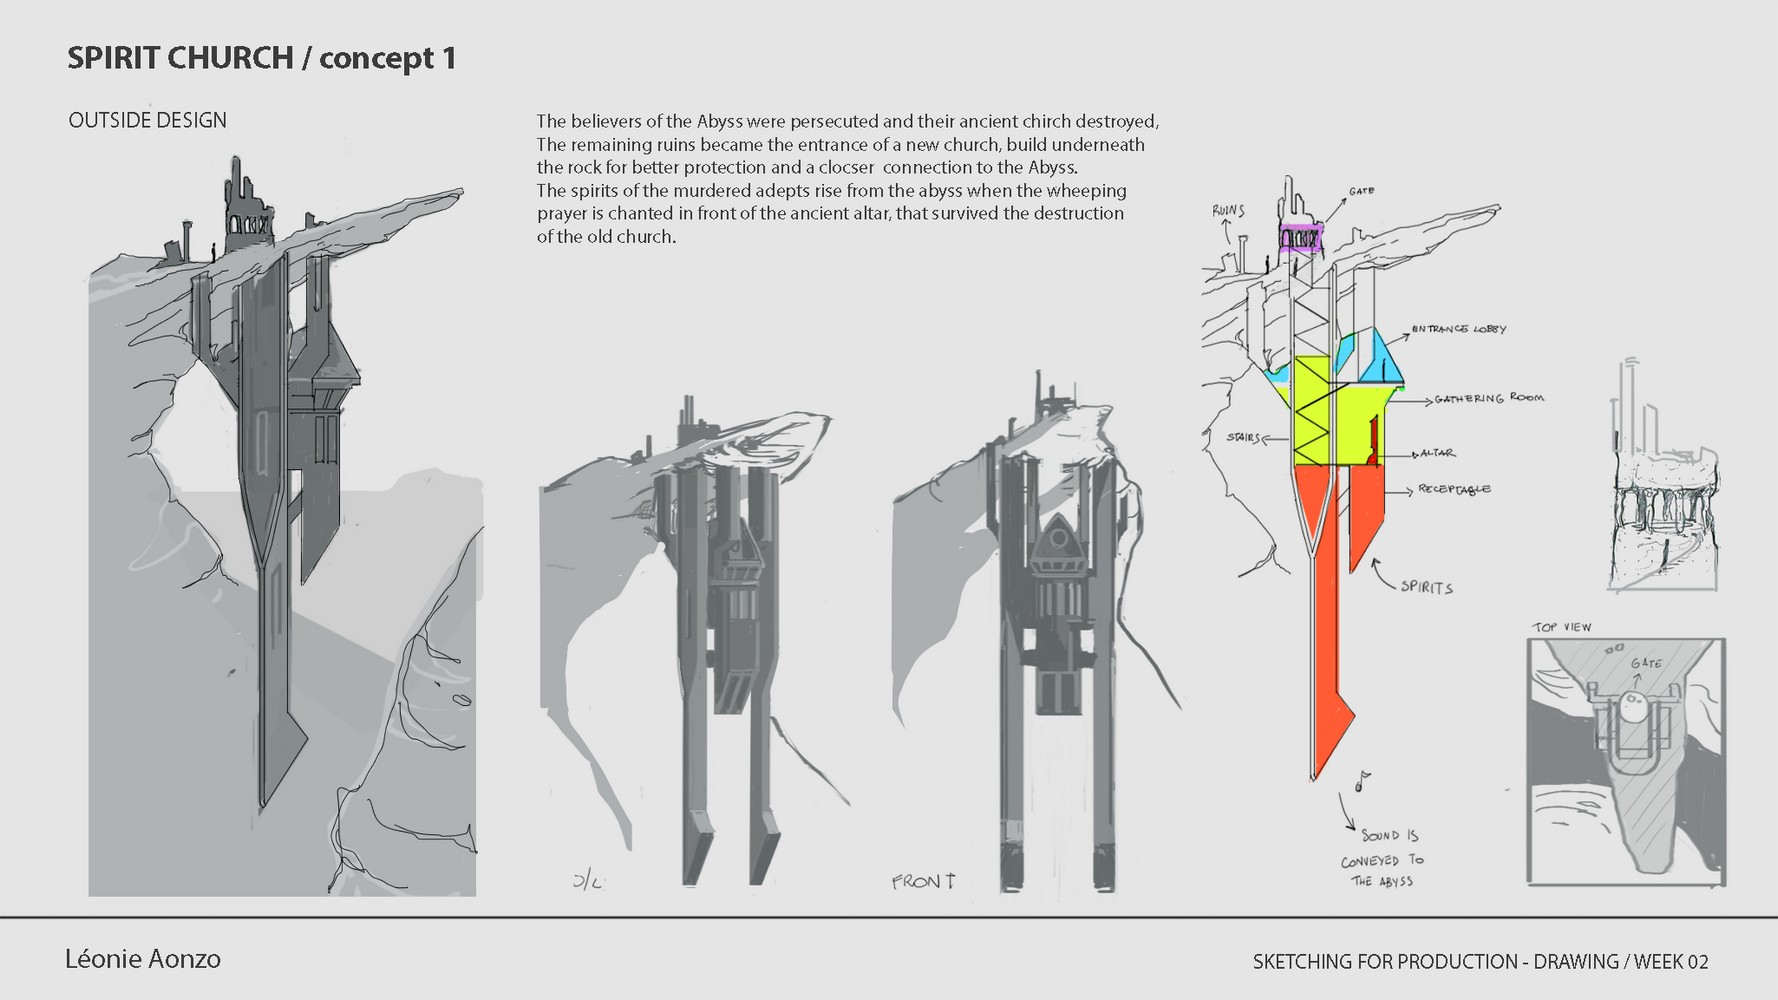 SPIRIT CHURCH / concept 1
OUTSIDE DESIGN
The believers of the Abyss were persecuted and their ancient chirch destroyed,
The remaining ruins became the entrance of a new church, build underneath
the rock for better protection and a clocser connection to the Abyss.
The spirits of the murdered adepts rise from the abyss when the wheeping
prayer is chanted in front of the ancient altar, that survived the destruction
of the old church.
RUINS
GATE
ENTRANCE LOBBY
GATHERING ROOM
STAIRS
ALTAR
RECEPTABLE
SPIRITS
SOUND IS
CONVEYED TO
THE ABYSS
TOP VIEW
GATE
FRONT
Léonie Aonzo
SKETCHING FOR PRODUCTION - DRAWING / WEEK 02